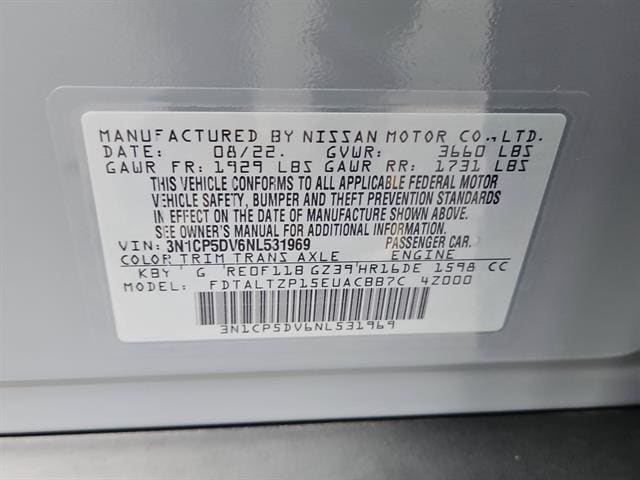 MANUFACTURED BY NISSAN MOTOR CO.,LTD.
DATE: 08/22. GVWR: 3660 LBS
GAWR FR: 1929 LBS GAWR RR: 1731 LBS
THIS VEHICLE CONFORMS TO ALL APPLICABLE FEDERAL MOTOR
VEHICLE SAFETY, BUMPER AND THEFT PREVENTION STANDARDS
IN EFFECT ON THE DATE OF MANUFACTURE SHOWN ABOVE.
SEE OWNER'S MANUAL FOR ADDITIONAL INFORMATION.
VIN: 3N1CP5DV6NL531969 PASSENGER CAR
COLOR TRIM TRANS AXLE ENGINE
KBY G RE0F11B GZ39 HR16DE 1598 CC
MODEL: FDTALTZP15EUACBB7C 4Z000
3N1CP5DV6NL531969